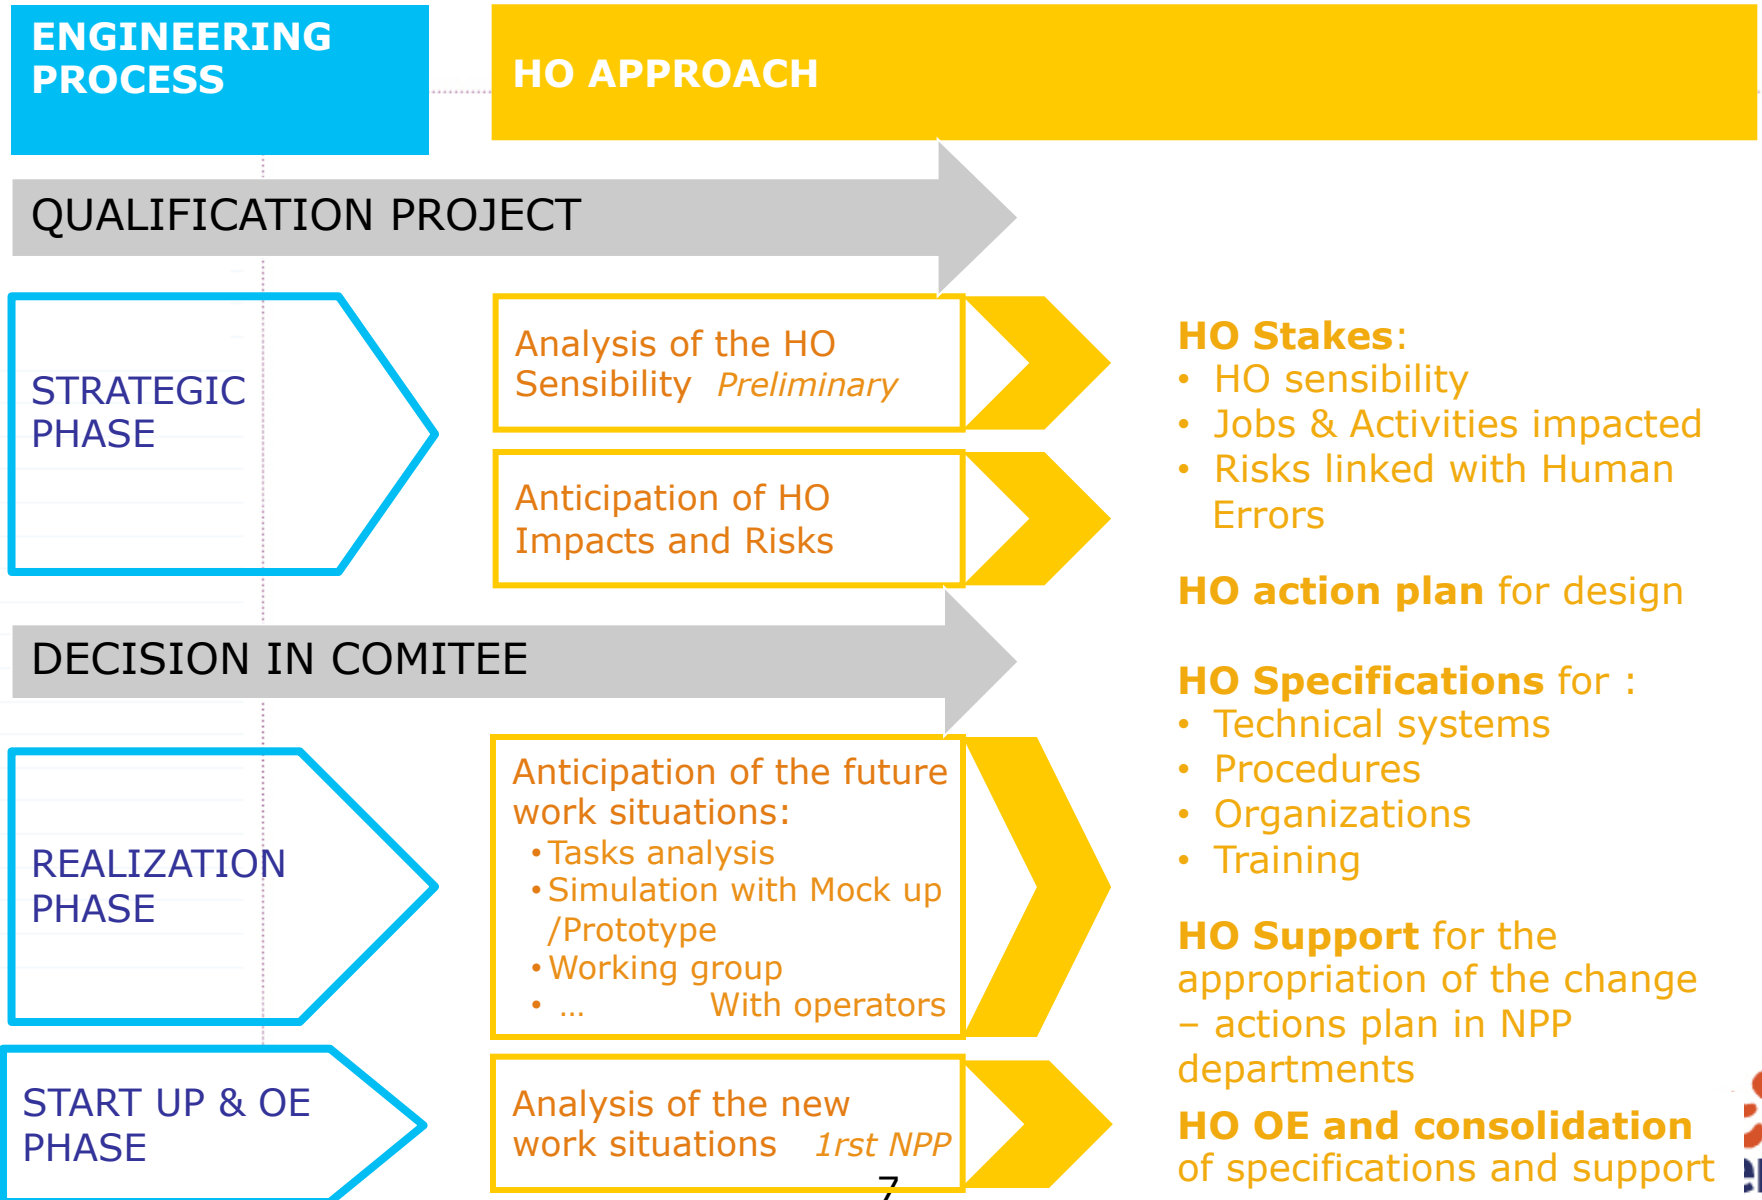 ENGINEERING
PROCESS
HO APPROACH
QUALIFICATION PROJECT
STRATEGIC
PHASE
Analysis of the HO
Sensibility Preliminary
Anticipation of HO
Impacts and Risks
HO Stakes:
• HO sensibility
• Jobs & Activities impacted
• Risks linked with Human
Errors
HO action plan for design
DECISION IN COMITEE
REALIZATION
PHASE
Anticipation of the future
work situations:
• Tasks analysis
• Simulation with Mock up
/Prototype
• Working group
• … With operators
HO Specifications for :
• Technical systems
• Procedures
• Organizations
• Training
HO Support for the
appropriation of the change
– actions plan in NPP
departments
START UP & OE
PHASE
Analysis of the new
work situations 1rst NPP
HO OE and consolidation
of specifications and support
7